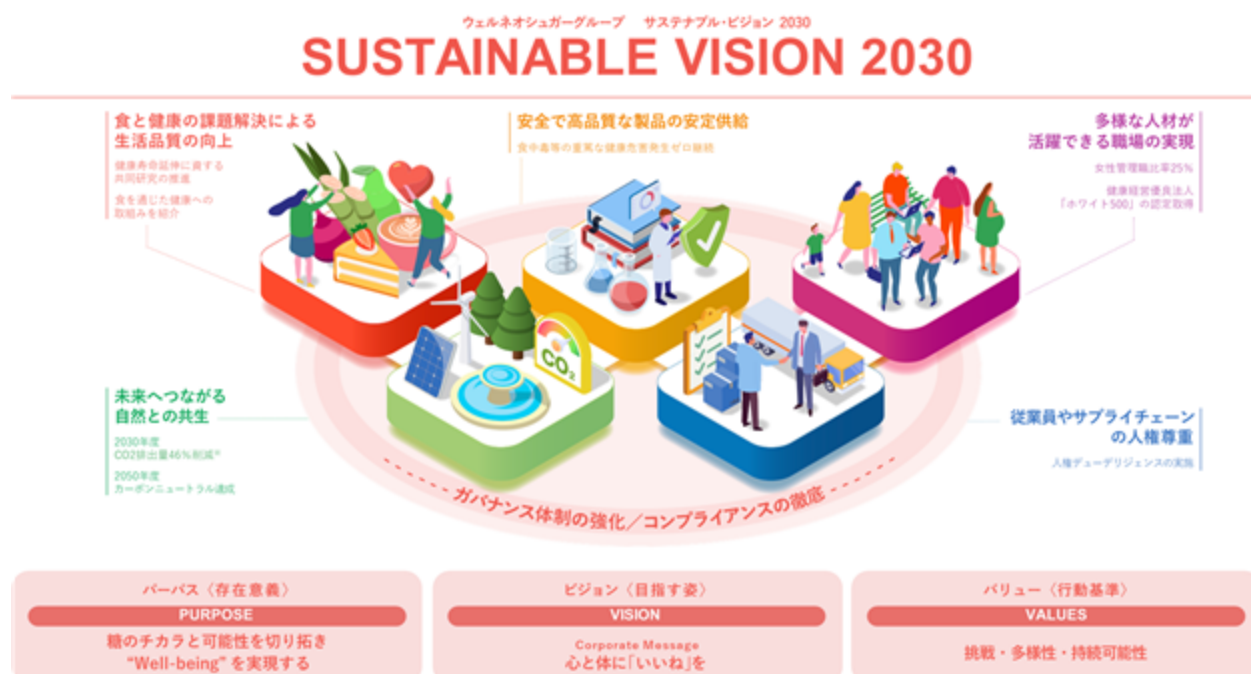 ウェルネオシュガーグループ サステナブル・ビジョン 2030
SUSTAINABLE VISION 2030
食と健康の課題解決による
生活品質の向上
健康寿命延伸に資する
共同研究の推進
食を通じた健康への
取組みを紹介
安全で高品質な製品の安定供給
食中毒等の重篤な健康危害発生ゼロ継続
多様な人材が
活躍できる職場の実現
女性管理職比率25%
健康経営優良法人
「ホワイト500」の認定取得
CO₂
未来へつながる
自然との共生
2030年度
CO2排出量46%削減※
2050年度
カーボンニュートラル達成
従業員やサプライチェーン
の人権尊重
人権デューデリジェンスの実施
ガバナンス体制の強化/コンプライアンスの徹底
パーパス〈存在意義〉
PURPOSE
糖のチカラと可能性を切り拓き
“Well-being”を実現する
ビジョン〈目指す姿〉
VISION
Corporate Message
心と体に「いいね」を
バリュー〈行動基準〉
VALUES
挑戦・多様性・持続可能性